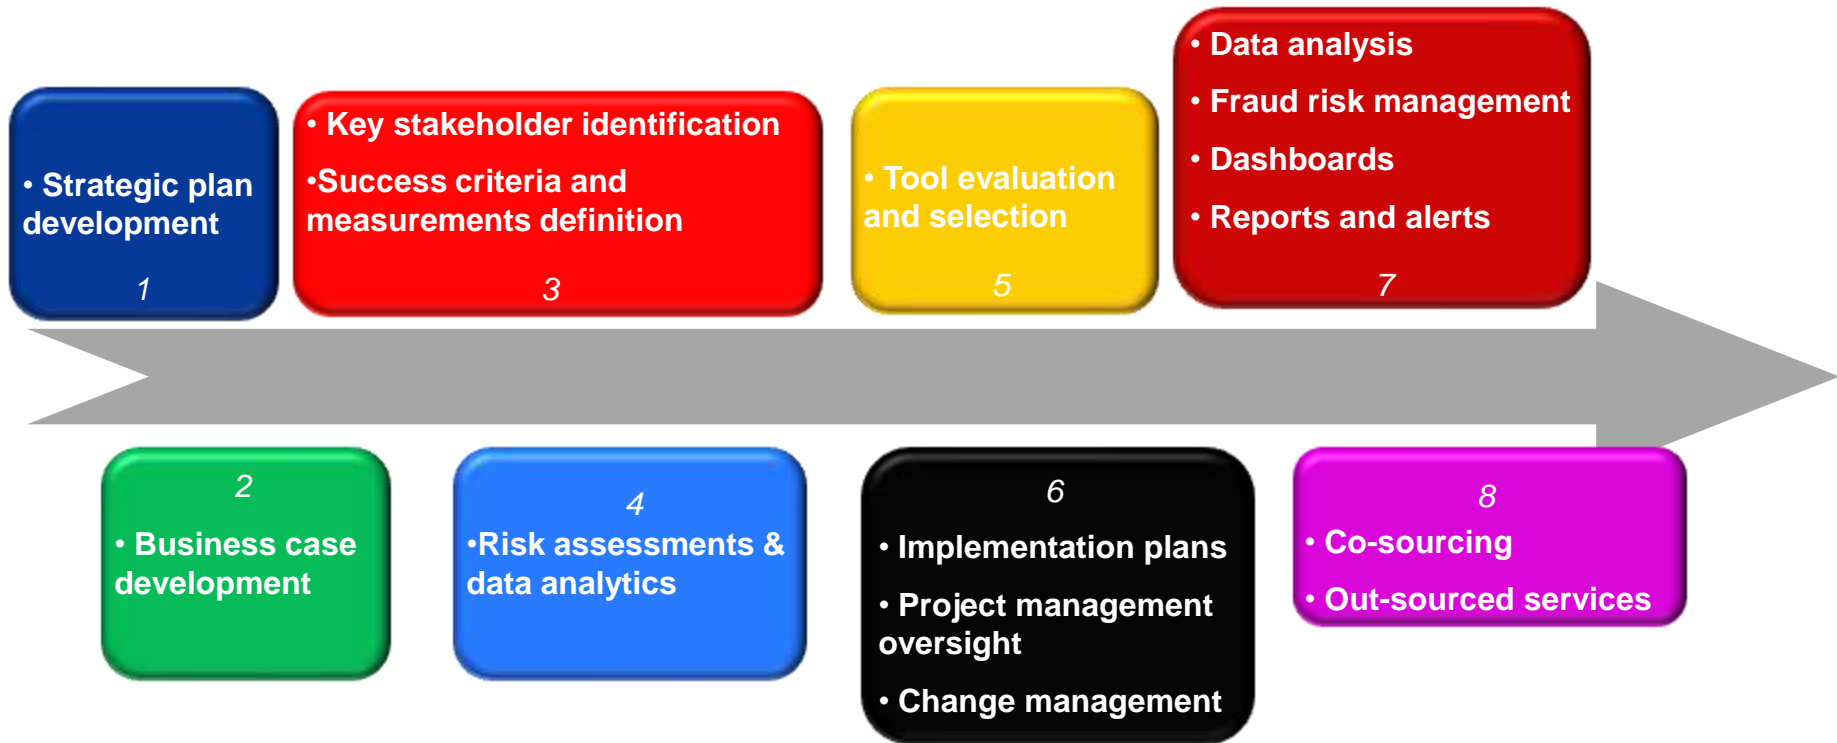 • Strategic plan
development
1
2
• Business case
development
• Key stakeholder identification
•Success criteria and
measurements definition
3
4
•Risk assessments &
data analytics
• Tool evaluation
and selection
5
6
• Implementation plans
• Project management
oversight
• Change management
• Data analysis
• Fraud risk management
• Dashboards
• Reports and alerts
7
8
• Co-sourcing
• Out-sourced services